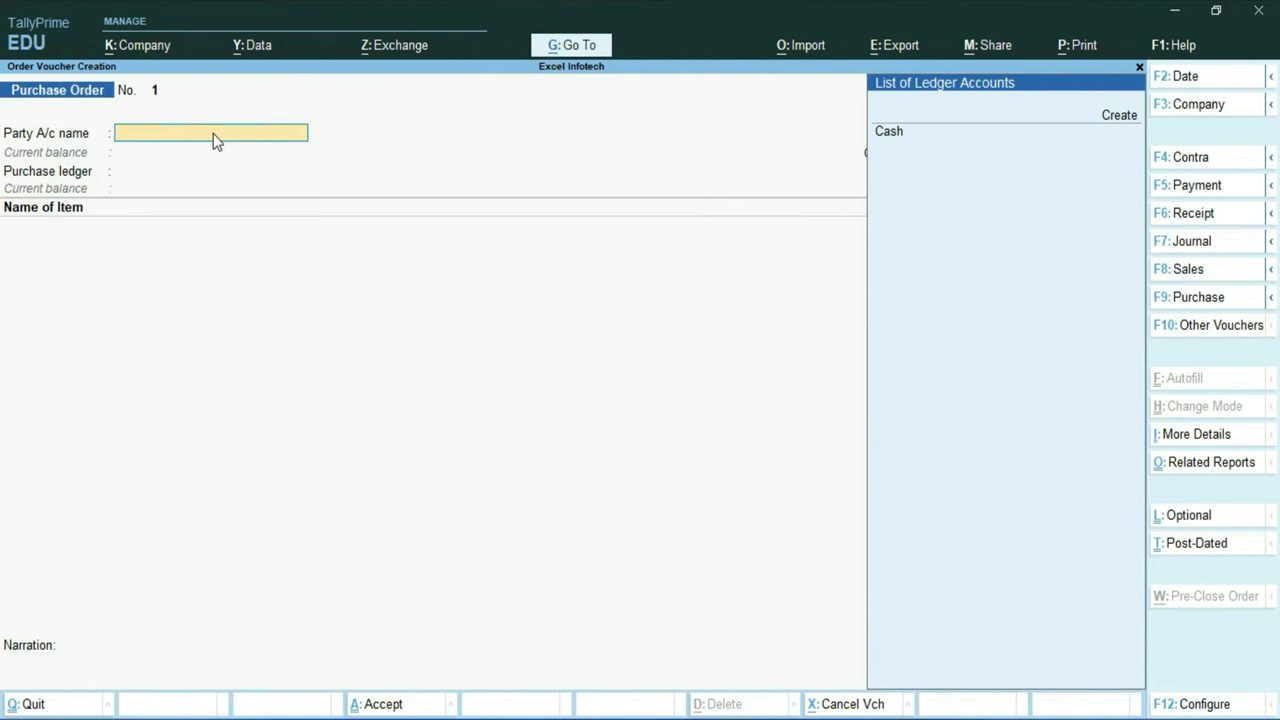 TallyPrime
EDU
MANAGE
K:Company
Y:Data
Z:Exchange
G:Go To
O:Import
E:Export
M:Share
P:Print
F1:Help
Order Voucher Creation
Excel Infotech
Purchase Order No. 1
Party A/c name :
Current balance :
Purchase ledger :
Current balance :
Name of Item
Narration:
List of Ledger Accounts
Create
Cash
F2:Date
F3:Company
F4:Contra
F5:Payment
F6:Receipt
F7:Journal
F8:Sales
F9:Purchase
F10:Other Vouchers
F:Autofill
H:Change Mode
I:More Details
O:Related Reports
L:Optional
T:Post-Dated
W:Pre-Close Order
Q:Quit
A:Accept
D:Delete
X:Cancel Vch
F12:Configure